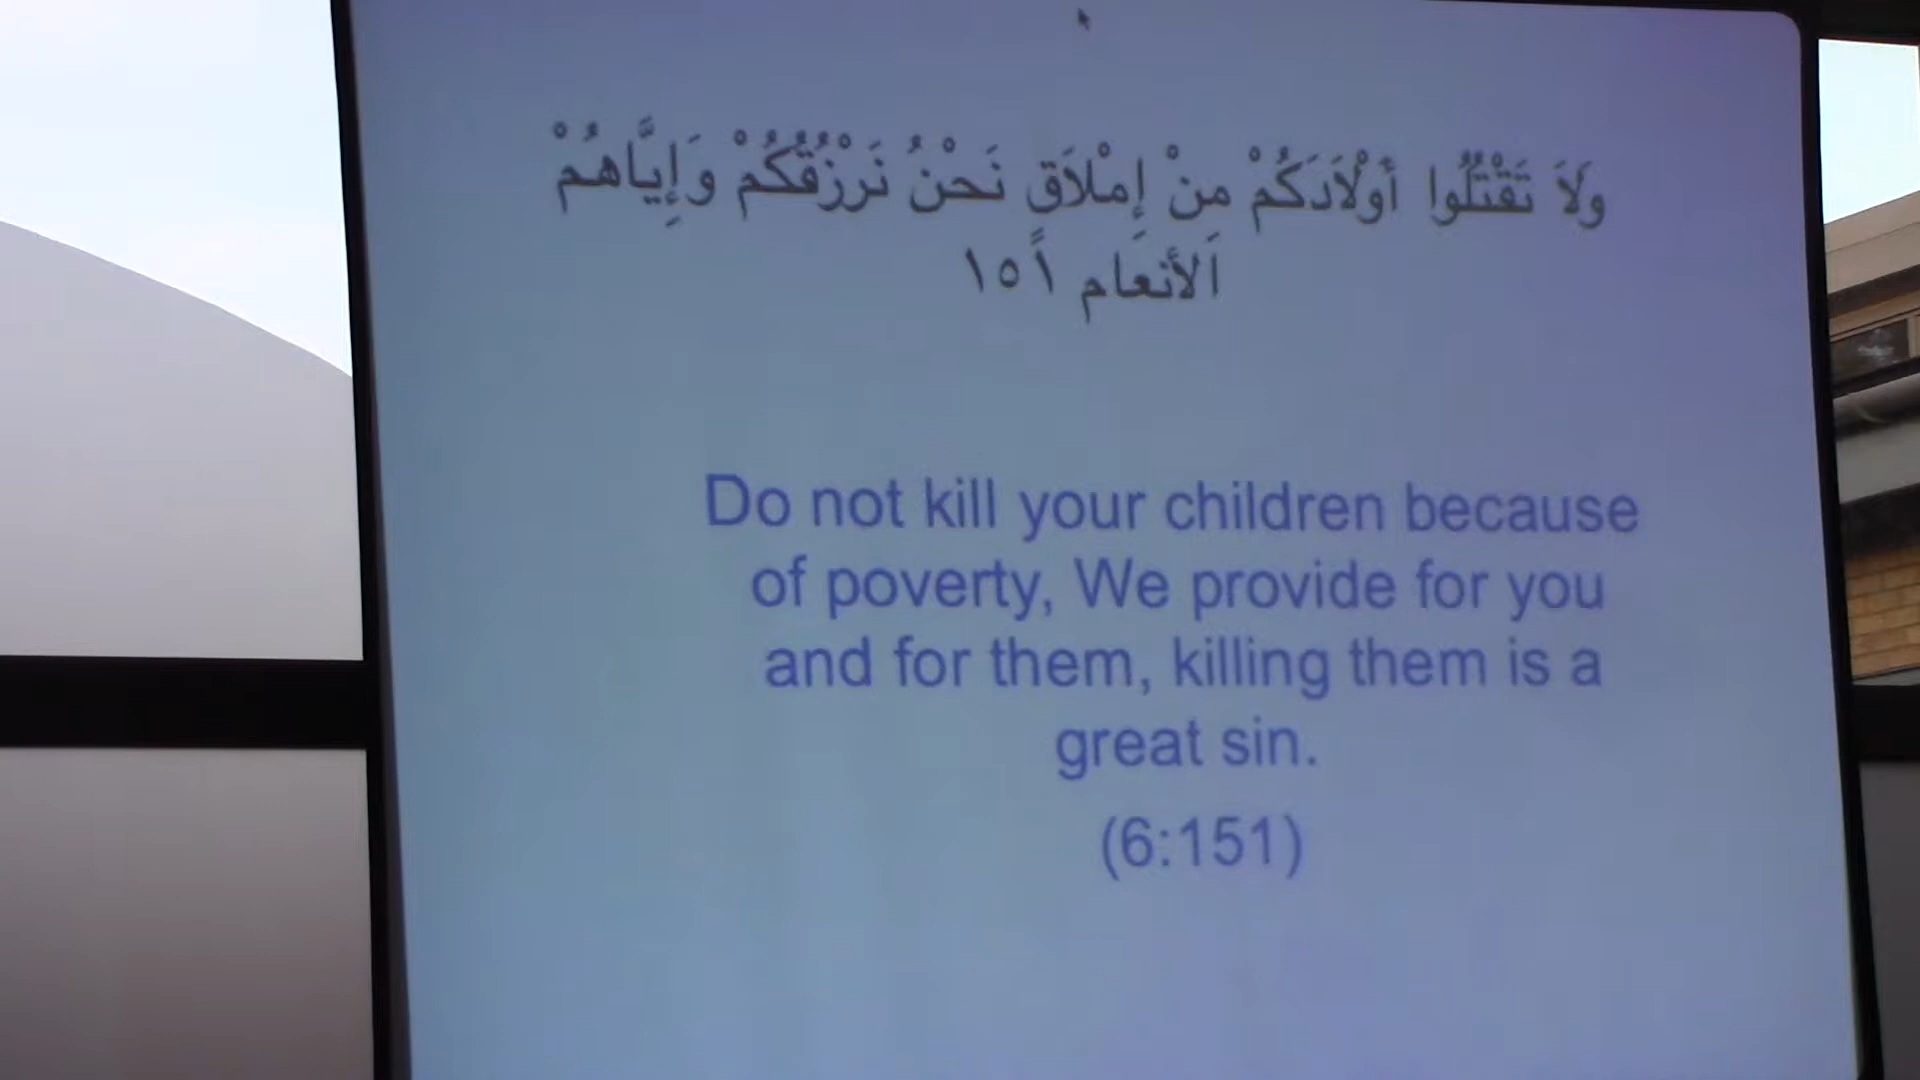 ولَا تَقْتُلُوا أَوْلَادَكُمْ مِنْ إِمْلَاقٍ نَحْنُ نَرْزُقُكُمْ وَإِيَّاهُمْ
الأنعام ١٥١
Do not kill your children because
of poverty, We provide for you
and for them, killing them is a
great sin.
(6:151)